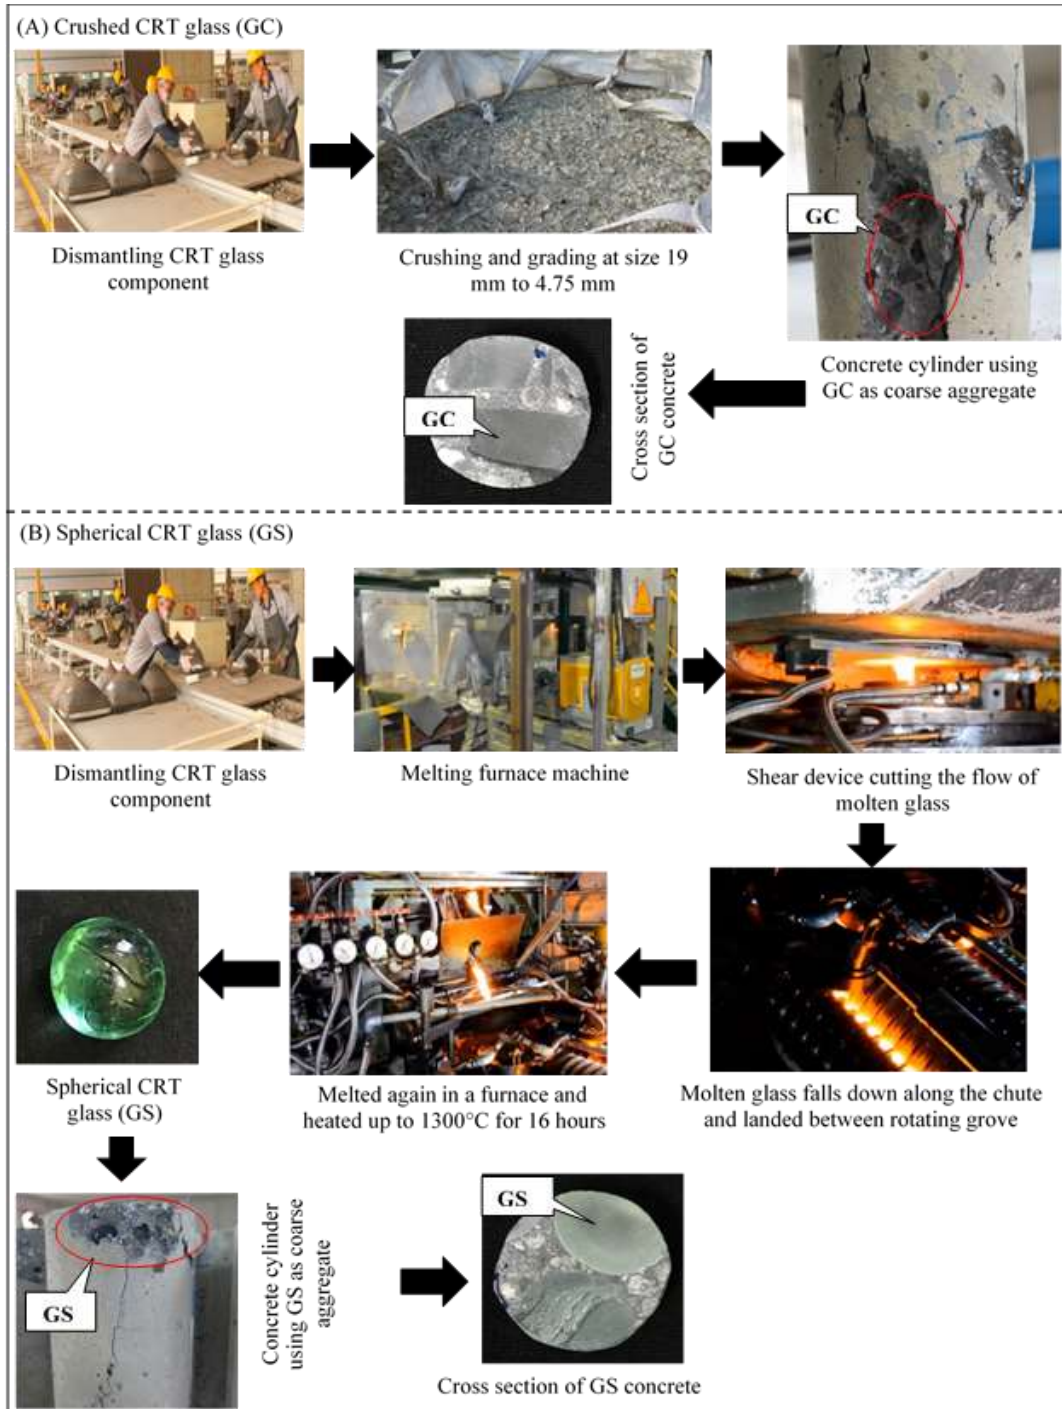 (A) Crushed CRT glass (GC)
Dismantling CRT glass
component
Crushing and grading at size 19
mm to 4.75 mm
GC
Concrete cylinder using
GC as coarse aggregate
Cross section of
GC concrete
GC
(B) Spherical CRT glass (GS)
Dismantling CRT glass
component
Melting furnace machine
Shear device cutting the flow of
molten glass
Molten glass falls down along the chute
and landed between rotating grove
Melted again in a furnace and
heated up to 1300°C for 16 hours
Spherical CRT
glass (GS)
GS
Concrete cylinder
using GS as coarse
aggregate
GS
Cross section of GS concrete